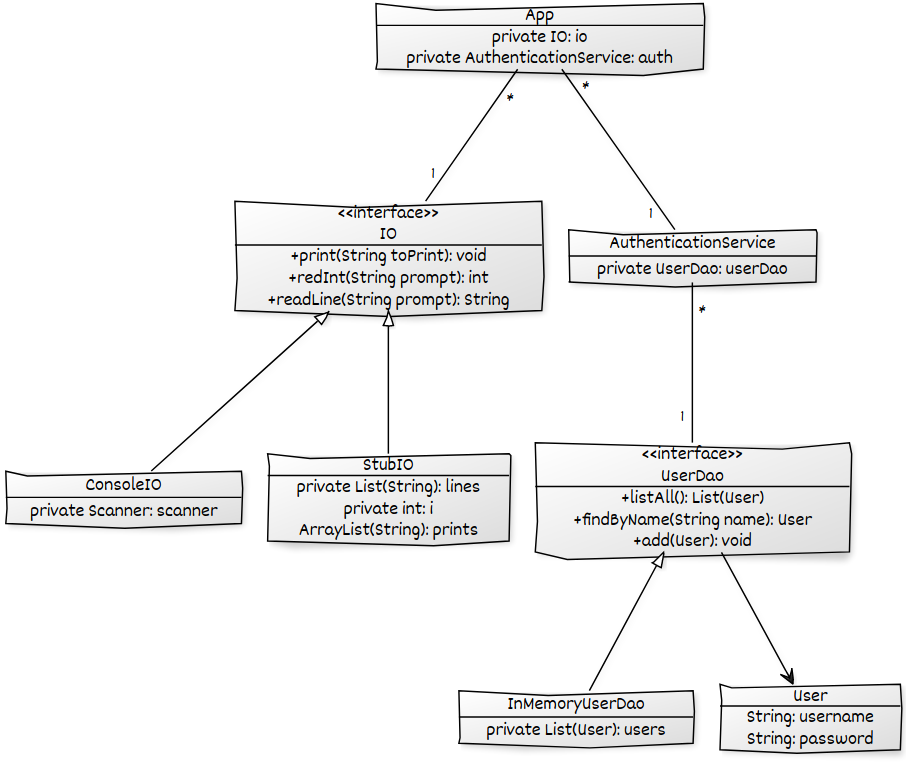 App
private IO: io
private AuthenticationService: auth
*
*
1
1
<<interface>>
IO
+print(String toPrint): void
+redInt(String prompt): int
+readLine(String prompt): String
AuthenticationService
private UserDao: userDao
*
1
ConsoleIO
private Scanner: scanner
StubIO
private List(String): lines
private int: i
ArrayList(String): prints
<<interface>>
UserDao
+listAll(): List(User)
+findByName(String name): User
+add(User): void
InMemoryUserDao
private List(User): users
User
String: username
String: password